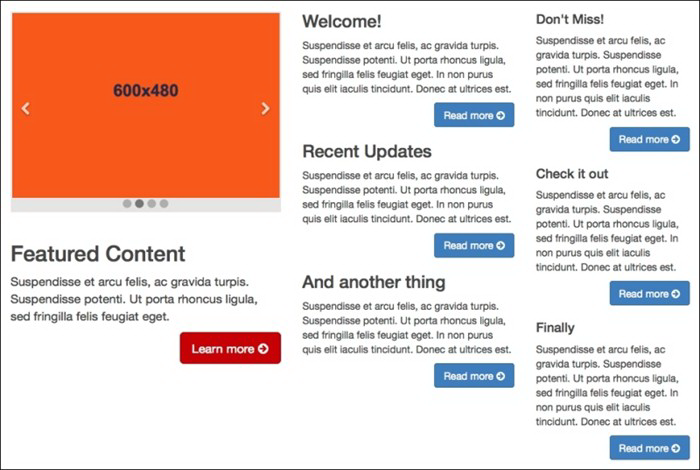 600x480
Featured Content
Suspendisse et arcu felis, ac gravida turpis.
Suspendisse potenti. Ut porta rhoncus ligula,
sed fringilla felis feugiat eget.
Learn more
Welcome!
Suspendisse et arcu felis, ac gravida turpis.
Suspendisse potenti. Ut porta rhoncus ligula,
sed fringilla felis feugiat eget. In non purus
quis elit iaculis tincidunt. Donec at ultrices est.
Read more
Recent Updates
Suspendisse et arcu felis, ac gravida turpis.
Suspendisse potenti. Ut porta rhoncus ligula,
sed fringilla felis feugiat eget. In non purus
quis elit iaculis tincidunt. Donec at ultrices est.
Read more
And another thing
Suspendisse et arcu felis, ac gravida turpis.
Suspendisse potenti. Ut porta rhoncus ligula,
sed fringilla felis feugiat eget. In non purus
quis elit iaculis tincidunt. Donec at ultrices est.
Read more
Don't Miss!
Suspendisse et arcu felis, ac
gravida turpis. Suspendisse
potenti. Ut porta rhoncus ligula,
sed fringilla felis feugiat eget. In
non purus quis elit iaculis
tincidunt. Donec at ultrices est.
Read more
Check it out
Suspendisse et arcu felis, ac
gravida turpis. Suspendisse
potenti. Ut porta rhoncus ligula,
sed fringilla felis feugiat eget. In
non purus quis elit iaculis
tincidunt. Donec at ultrices est.
Read more
Finally
Suspendisse et arcu felis, ac
gravida turpis. Suspendisse
potenti. Ut porta rhoncus ligula,
sed fringilla felis feugiat eget. In
non purus quis elit iaculis
tincidunt. Donec at ultrices est.
Read more